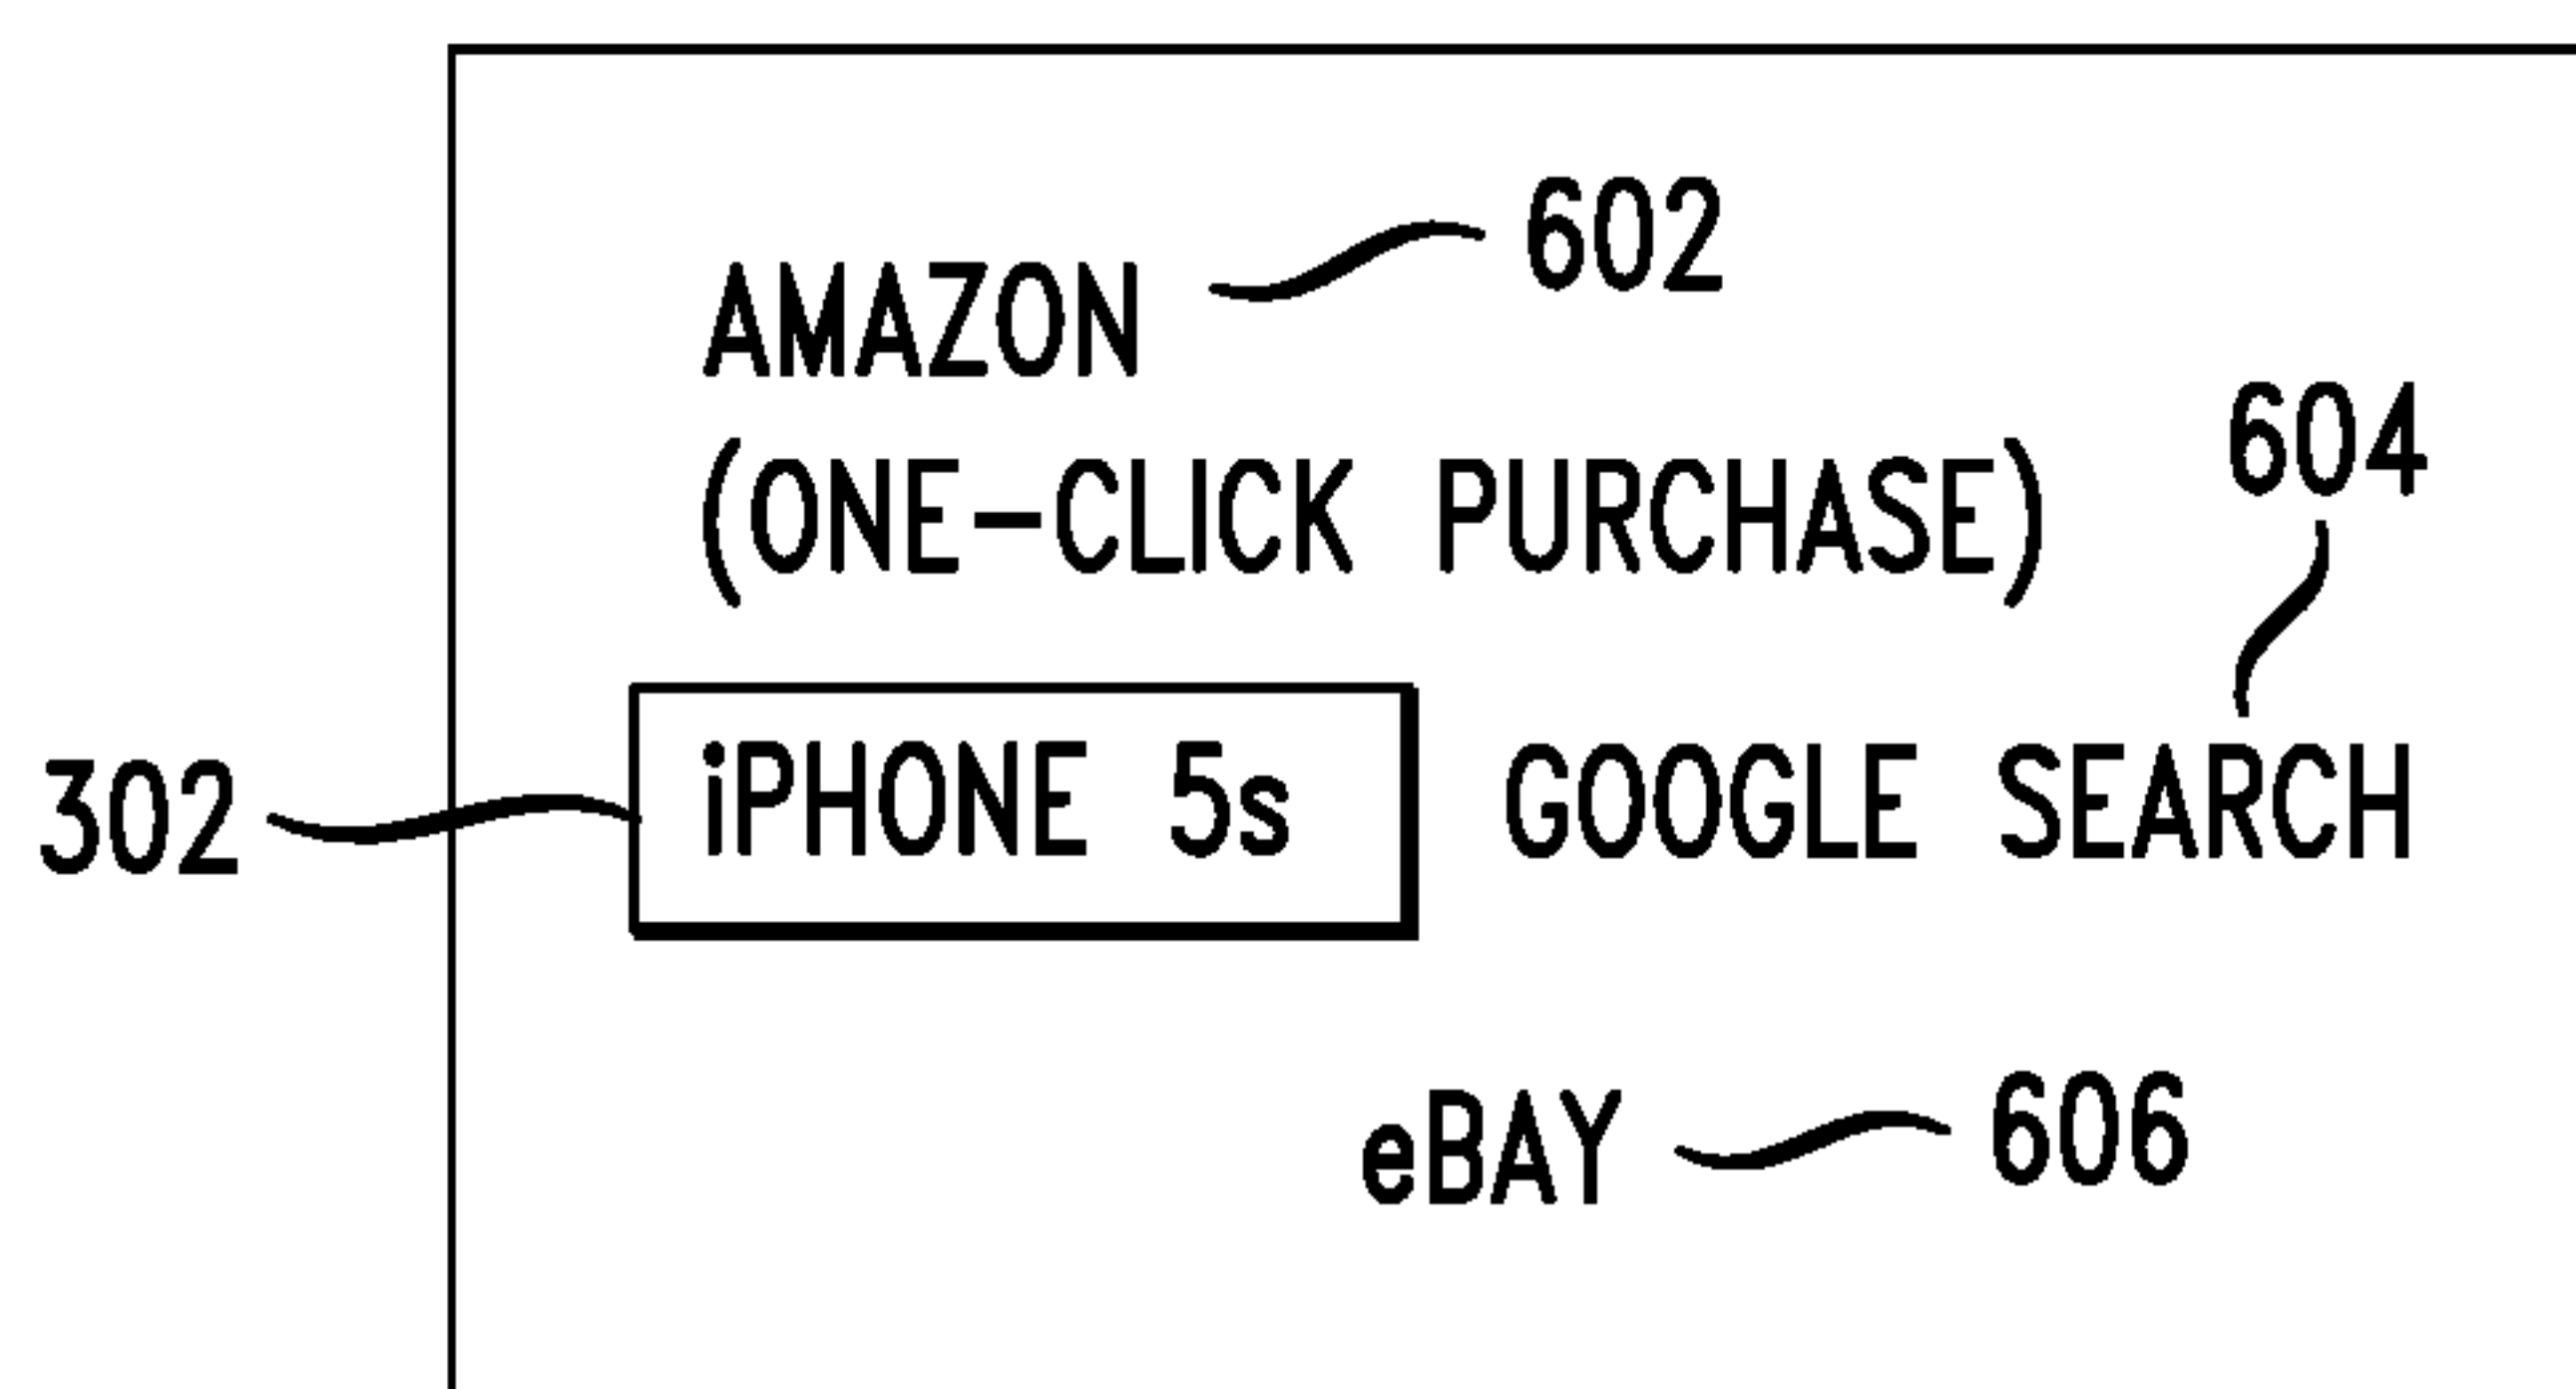 602
AMAZON
604
(ONE-CLICK PURCHASE)
302
iPHONE 5s
GOOGLE SEARCH
eBAY
606